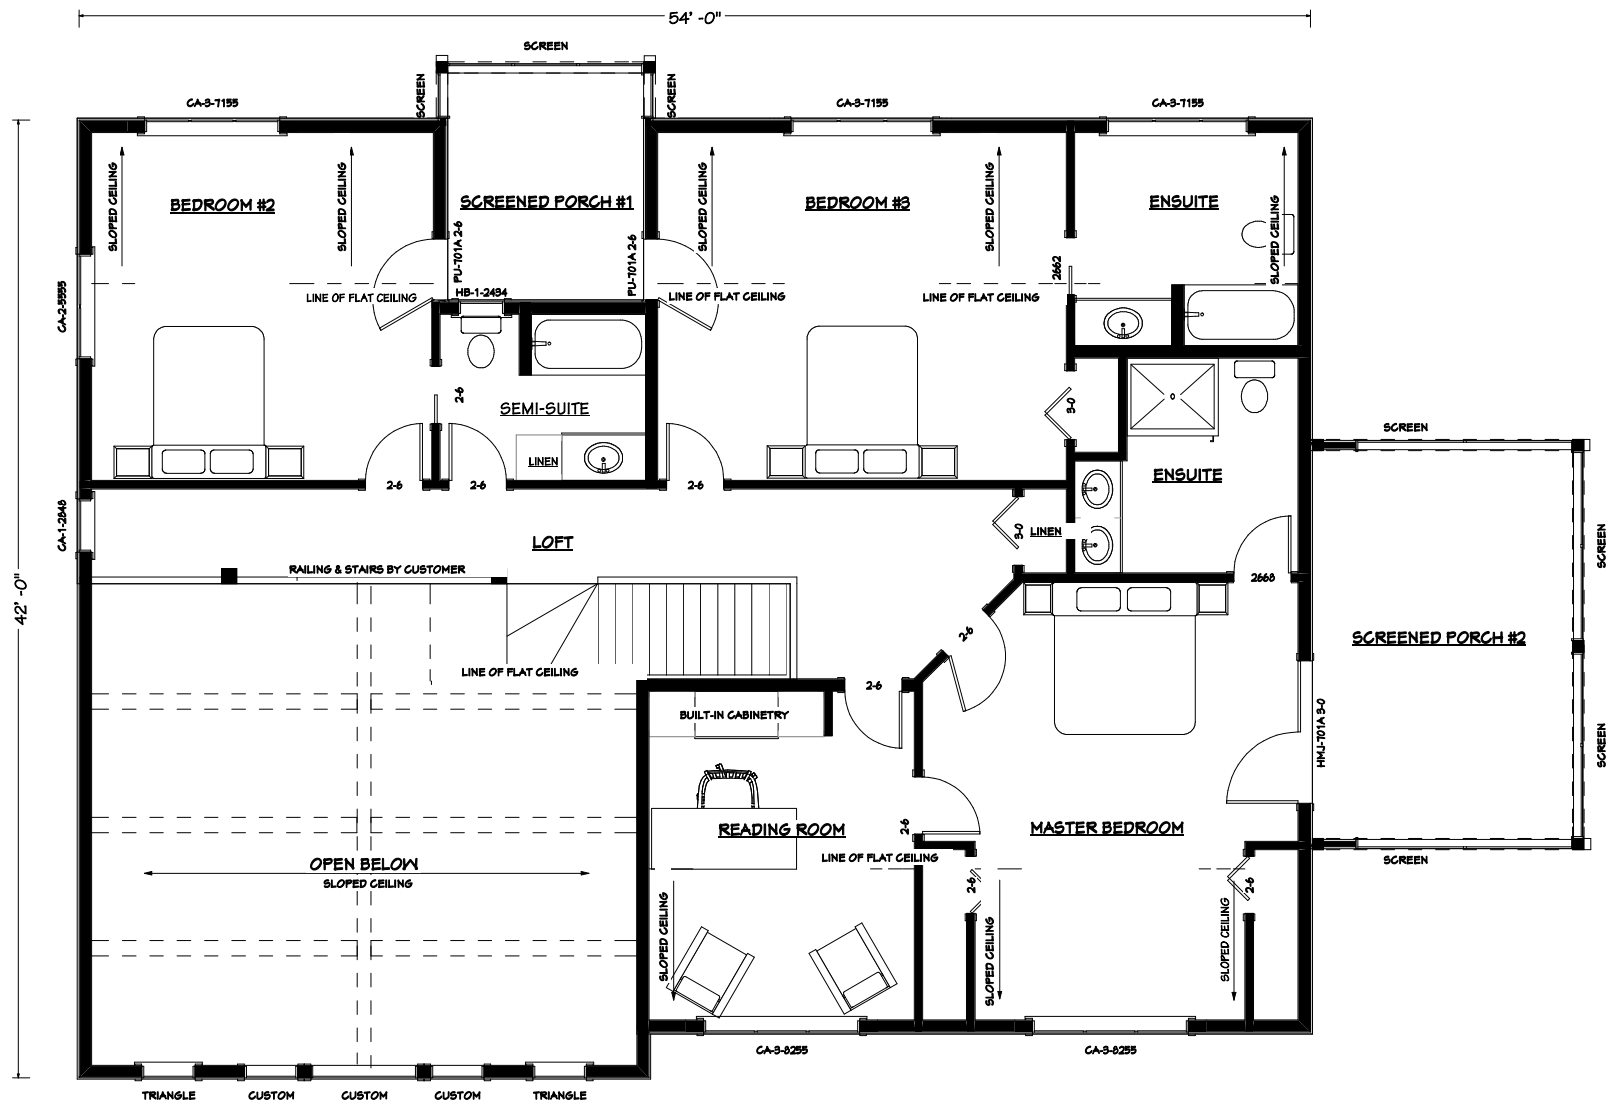 54' -0"
SCREEN
SCREEN
SCREEN
CA-3-7155
CA-3-7155
CA-3-7155
SLOPED CEILING
SLOPED CEILING
SLOPED CEILING
SLOPED CEILING
SLOPED CEILING
BEDROOM #2
SCREENED PORCH #1
BEDROOM #3
ENSUITE
PU-701A 2-6
PU-701A 2-6
2662
HB-1-2434
LINE OF FLAT CEILING
LINE OF FLAT CEILING
LINE OF FLAT CEILING
CA-2-5555
2-6
SEMI-SUITE
3-0
SCREEN
LINEN
ENSUITE
2-6
2-6
2-6
CA-1-2848
LOFT
3-0
LINEN
SCREEN
RAILING & STAIRS BY CUSTOMER
2668
42' -0"
2-6
SCREENED PORCH #2
LINE OF FLAT CEILING
2-6
BUILT-IN CABINETRY
HMJ-701A 3-0
SCREEN
READING ROOM
2-6
MASTER BEDROOM
LINE OF FLAT CEILING
SCREEN
OPEN BELOW
SLOPED CEILING
2-6
2-6
SLOPED CEILING
SLOPED CEILING
SLOPED CEILING
CA-3-8255
CA-3-8255
TRIANGLE
CUSTOM
CUSTOM
CUSTOM
TRIANGLE